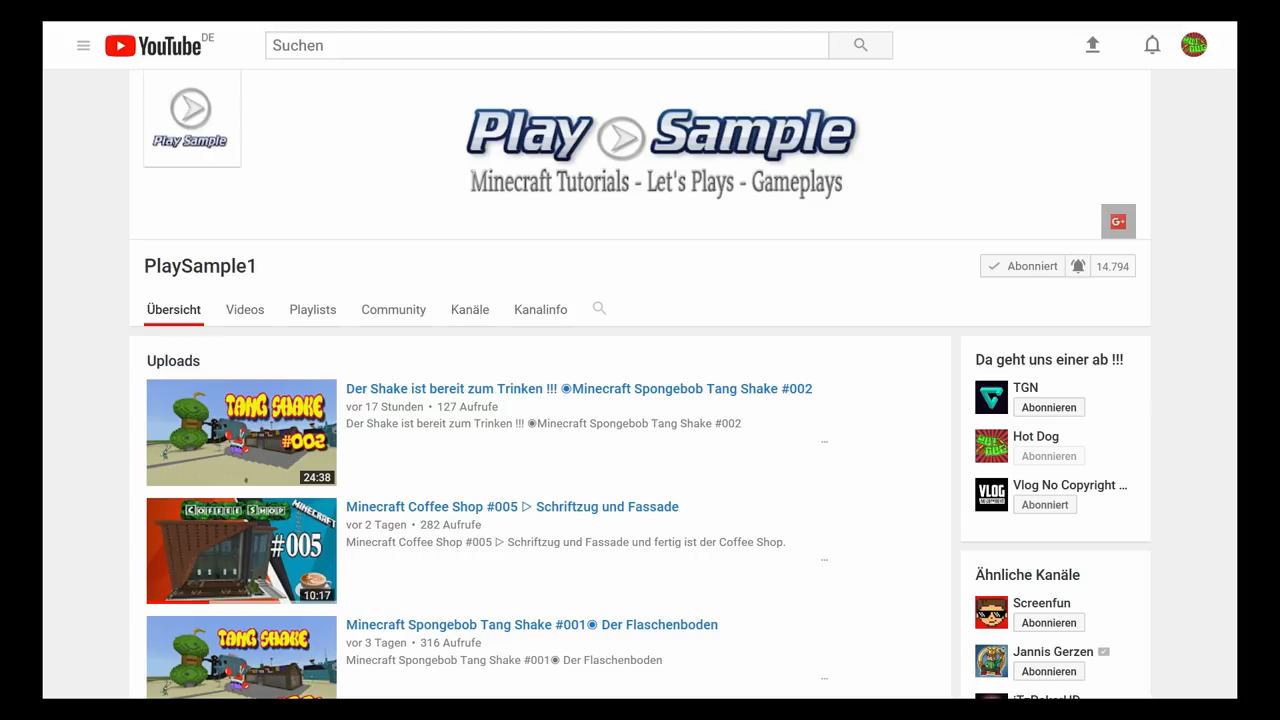 YouTube DE
Suchen
Play Sample
Play Sample
Minecraft Tutorials - Let's Plays - Gameplays
G+
PlaySample1
Abonniert 14.794
Übersicht Videos Playlists Community Kanäle Kanalinfo
Uploads
TANG SHAKE
#002
24:38
Der Shake ist bereit zum Trinken !!! ◉Minecraft Spongebob Tang Shake #002
vor 17 Stunden • 127 Aufrufe
Der Shake ist bereit zum Trinken !!! ◉Minecraft Spongebob Tang Shake #002
...
COFFEE SHOP
MINECRAFT
#005
10:17
Minecraft Coffee Shop #005 ▷ Schriftzug und Fassade
vor 2 Tagen • 282 Aufrufe
Minecraft Coffee Shop #005 ▷ Schriftzug und Fassade und fertig ist der Coffee Shop.
...
TANG SHAKE
Minecraft Spongebob Tang Shake #001◉ Der Flaschenboden
vor 3 Tagen • 316 Aufrufe
Minecraft Spongebob Tang Shake #001◉ Der Flaschenboden
...
Da geht uns einer ab !!!
TGN
Abonnieren
HOT DOG
Hot Dog
Abonnieren
VLOG
Vlog No Copyright ...
Abonniert
Ähnliche Kanäle
Screenfun
Abonnieren
Jannis Gerzen
Abonnieren